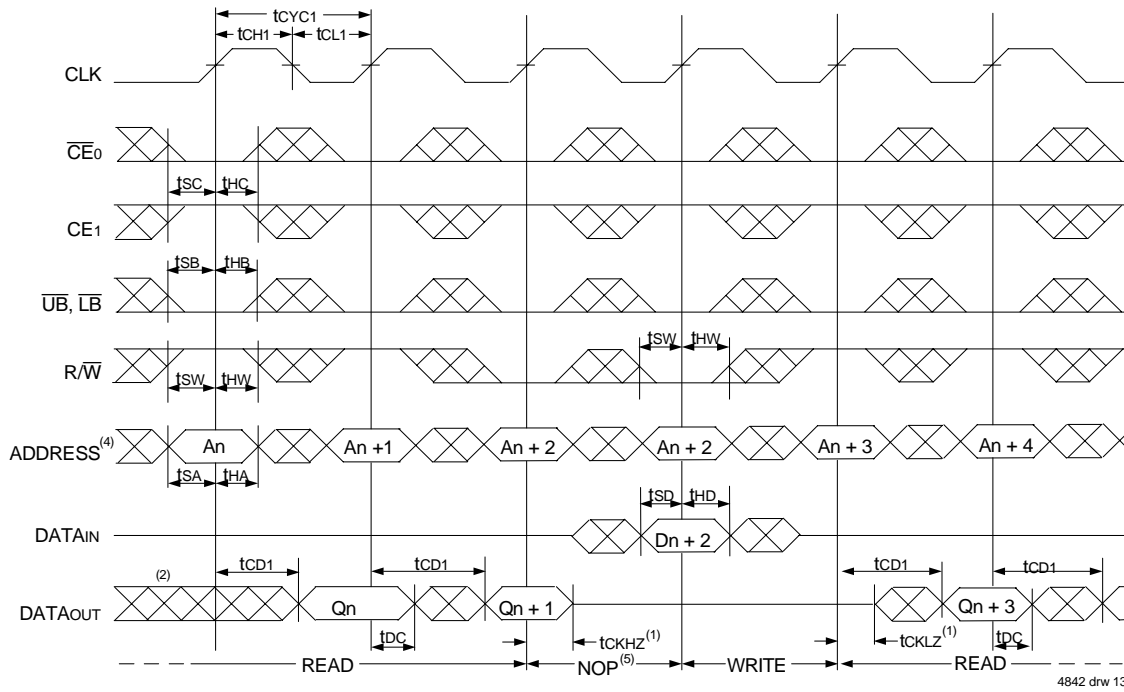 tCYC1
tCH1 tCL1
CLK
CE0
tSC tHC
CE1
tSB tHB
UB, LB
tSW tHW
R/W
tSW tHW
ADDRESS(4) An An +1 An + 2 An + 2 An + 3 An + 4
tSA tHA
tSD tHD
DATAIN Dn + 2
(2) tCD1 tCD1 tCD1 tCD1
DATAOUT Qn Qn + 1 Qn + 3
tDC tCKHZ(1) tCKLZ(1) tDC
READ NOP(5) WRITE READ
4842 drw 13